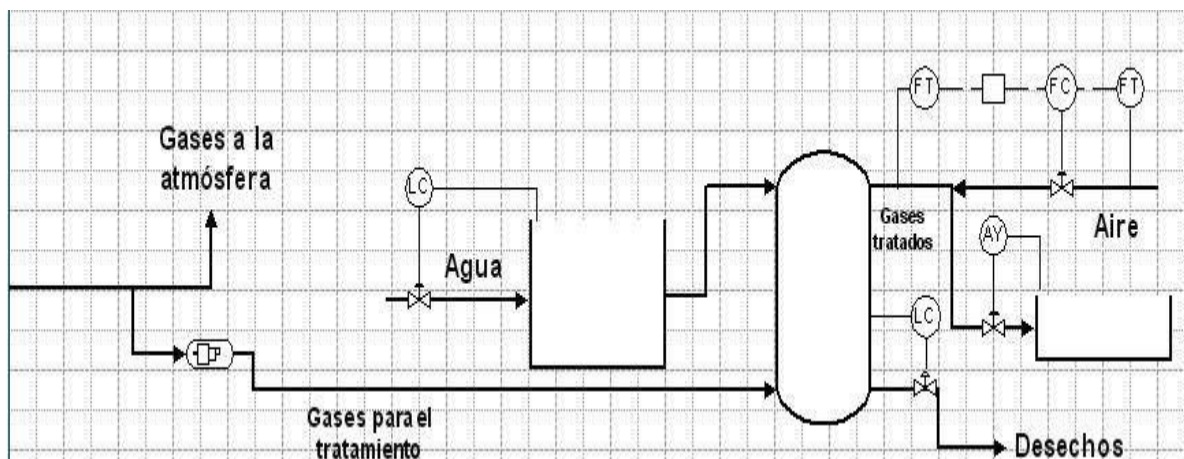 FT
FC
FT
Gases a la
atmósfera
LC
Gases
tratados
Aire
AY
Agua
LC
Gases para el
tratamiento
Desechos